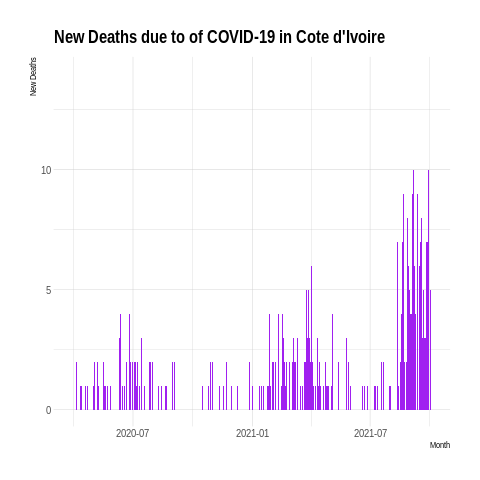 New Deaths due to of COVID-19 in Cote d'Ivoire
New Deaths
10
5
0
2020-07
2021-01
2021-07
Month